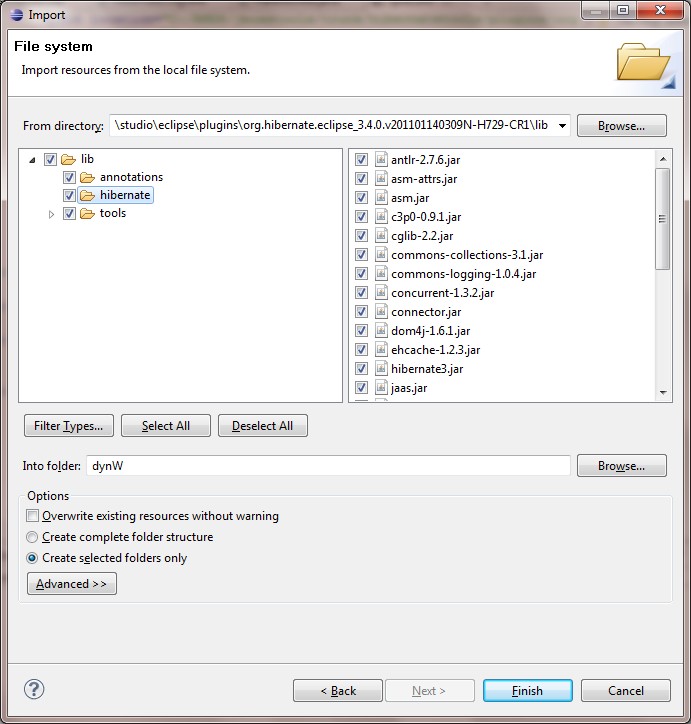 Import
File system
Import resources from the local file system.
From directory: \studio\eclipse\plugins\org.hibernate.eclipse_3.4.0.v201101140309N-H729-CR1\lib Browse...
lib
annotations
hibernate
tools
antlr-2.7.6.jar
asm-attrs.jar
asm.jar
c3p0-0.9.1.jar
cglib-2.2.jar
commons-collections-3.1.jar
commons-logging-1.0.4.jar
concurrent-1.3.2.jar
connector.jar
dom4j-1.6.1.jar
ehcache-1.2.3.jar
hibernate3.jar
jaas.jar
Filter Types... Select All Deselect All
Into folder: dynW Browse...
Options
Overwrite existing resources without warning
Create complete folder structure
Create selected folders only
Advanced >>
? < Back Next > Finish Cancel